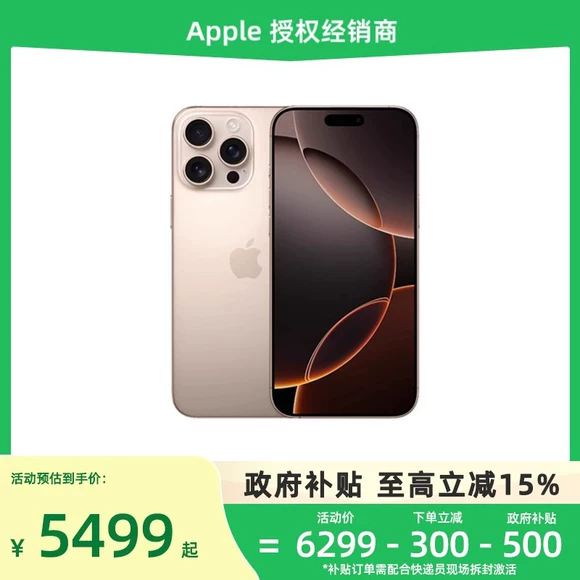 Apple 授权经销商
活动预估到手价:
¥ 5499 起
政府补贴 至高立减15%
活动价 下单立减 政府补贴
= 6299 - 300 - 500
*补贴订单需配合快递员现场拆封激活